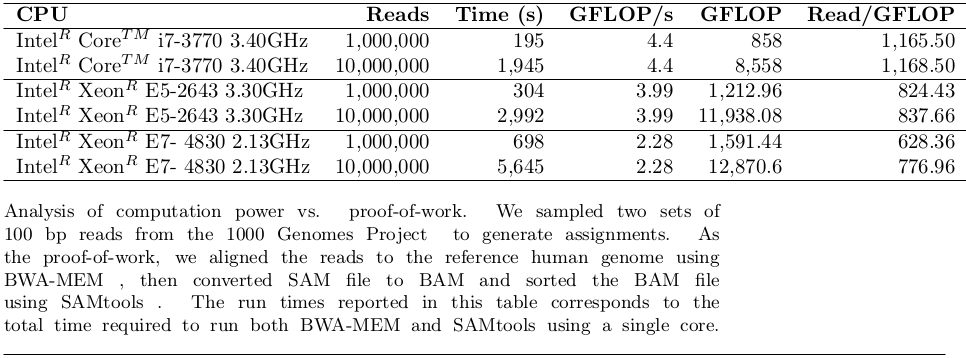 CPU Reads Time (s) GFLOP/s GFLOP Read/GFLOP
Intel^R Core^TM i7-3770 3.40GHz 1,000,000 195 4.4 858 1,165.50
Intel^R Core^TM i7-3770 3.40GHz 10,000,000 1,945 4.4 8,558 1,168.50
Intel^R Xeon^R E5-2643 3.30GHz 1,000,000 304 3.99 1,212.96 824.43
Intel^R Xeon^R E5-2643 3.30GHz 10,000,000 2,992 3.99 11,938.08 837.66
Intel^R Xeon^R E7- 4830 2.13GHz 1,000,000 698 2.28 1,591.44 628.36
Intel^R Xeon^R E7- 4830 2.13GHz 10,000,000 5,645 2.28 12,870.6 776.96
Analysis of computation power vs. proof-of-work. We sampled two sets of
100 bp reads from the 1000 Genomes Project to generate assignments. As
the proof-of-work, we aligned the reads to the reference human genome using
BWA-MEM , then converted SAM file to BAM and sorted the BAM file
using SAMtools . The run times reported in this table corresponds to the
total time required to run both BWA-MEM and SAMtools using a single core.